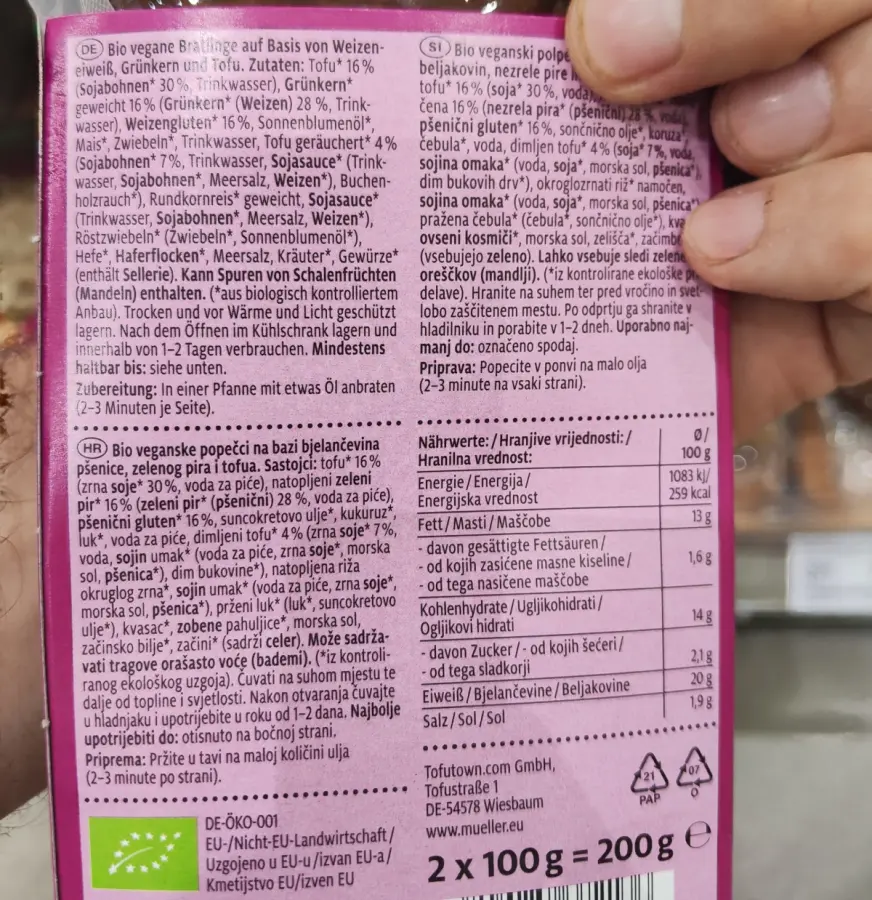 DE Bio vegane Bratlinge auf Basis von Weizen-
eiweiß, Grünkern und Tofu. Zutaten: Tofu* 16 %
(Sojabohnen* 30 %, Trinkwasser), Grünkern*
geweicht 16 % (Grünkern* (Weizen) 28 %, Trink-
wasser), Weizengluten* 16 %, Sonnenblumenöl*,
Mais*, Zwiebeln*, Trinkwasser, Tofu geräuchert* 4 %
(Sojabohnen* 7%, Trinkwasser, Sojasauce* (Trink-
wasser, Sojabohnen*, Meersalz, Weizen*), Buchen-
holzrauch*), Rundkornreis* geweicht, Sojasauce*
(Trinkwasser, Sojabohnen*, Meersalz, Weizen*),
Röstzwiebeln* (Zwiebeln*, Sonnenblumenöl*),
Hefe*, Haferflocken*, Meersalz, Kräuter*, Gewürze*
(enthält Sellerie). Kann Spuren von Schalenfrüchten
(Mandeln) enthalten. (*aus biologisch kontrolliertem
Anbau). Trocken und vor Wärme und Licht geschützt
lagern. Nach dem Öffnen im Kühlschrank lagern und
innerhalb von 1–2 Tagen verbrauchen. Mindestens
haltbar bis: siehe unten.
Zubereitung: In einer Pfanne mit etwas Öl anbraten
(2–3 Minuten je Seite).
HR Bio veganske popečci na bazi bjelančevina
pšenice, zelenog pira i tofua. Sastojci: tofu* 16 %
(zrna soje* 30 %, voda za piće), natopljeni zeleni
pir* 16 % (zeleni pir* (pšenični) 28 %, voda za piće),
pšenični gluten* 16 %, suncokretovo ulje*, kukuruz*,
luk*, voda za piće, dimljeni tofu* 4 % (zrna soje* 7%,
voda, sojin umak* (voda za piće, zrna soje*, morska
sol, pšenica*), dim bukovine*), natopljena riža
okruglog zrna*, sojin umak* (voda za piće, zrna soje*,
morska sol, pšenica*), prženi luk* (luk*, suncokretovo
ulje*), kvasac*, zobene pahuljice*, morska sol,
začinsko bilje*, začini* (sadrži celer). Može sadrža-
vati tragove orašasto voće (bademi). (*iz kontroli-
ranog ekološkog uzgoja). Čuvati na suhom mjestu te
dalje od topline i svjetlosti. Nakon otvaranja čuvajte
u hladnjaku i upotrijebite u roku od 1–2 dana. Najbolje
upotrijebiti do: otisnuto na bočnoj strani.
Priprema: Pržite u tavi na maloj količini ulja
(2–3 minute po strani).
DE-ÖKO-001
EU-/Nicht-EU-Landwirtschaft/
Uzgojeno u EU-u/izvan EU-a/
Kmetijstvo EU/izven EU
SI Bio veganski
beljakovin, nezrele pire
tofu* 16 % (soja* 30 %, voda),
čena 16 % (nezrela pira* (pšenični) 28 %, voda),
pšenični gluten* 16 %, sončnično olje*, koruza*,
čebula*, voda, dimljen tofu* 4 % (soja* 7%, voda,
sojina omaka* (voda, soja*, morska sol, pšenica*),
dim bukovih drv*), okroglozrnati riž* namočen,
sojina omaka* (voda, soja*, morska sol, pšenica*)
pražena čebula* (čebula*, sončnično olje*),
ovseni kosmiči*, morska sol, zelišča*,
(vsebujejo zeleno). Lahko vsebuje sledi
oreščkov (mandlji). (*iz kontrolirane ekološke
delave). Hranite na suhem ter pred vročino in svet-
lobo zaščitenem mestu. Po odprtju ga shranite v
hladilniku in porabite v 1–2 dneh. Uporabno naj-
manj do: označeno spodaj.
Priprava: Popecite v ponvi na malo olja
(2–3 minute na vsaki strani).
Nährwerte:/Hranjive vrijednosti:/ Ø/
Hranilna vrednost: 100 g
Energie/Energija/ 1083 kj/
Energijska vrednost 259 kcal
Fett/Masti/Maščobe 13 g
- davon gesättigte Fettsäuren/
- od kojih zasićene masne kiseline/ 1,6 g
- od tega nasičene maščobe
Kohlenhydrate/Ugljikohidrati/ 14 g
Ogljikovi hidrati
- davon Zucker/- od kojih šećeri/ 2,1 g
- od tega sladkorji
Eiweiß/Bjelančevine/Beljakovine 20 g
Salz/Sol/Sol 1,9 g
Tofutown.com GmbH,
Tofustraße 1
DE-54578 Wiesbaum
www.mueller.eu
21
PAP
07
O
2 x 100 g = 200 g e